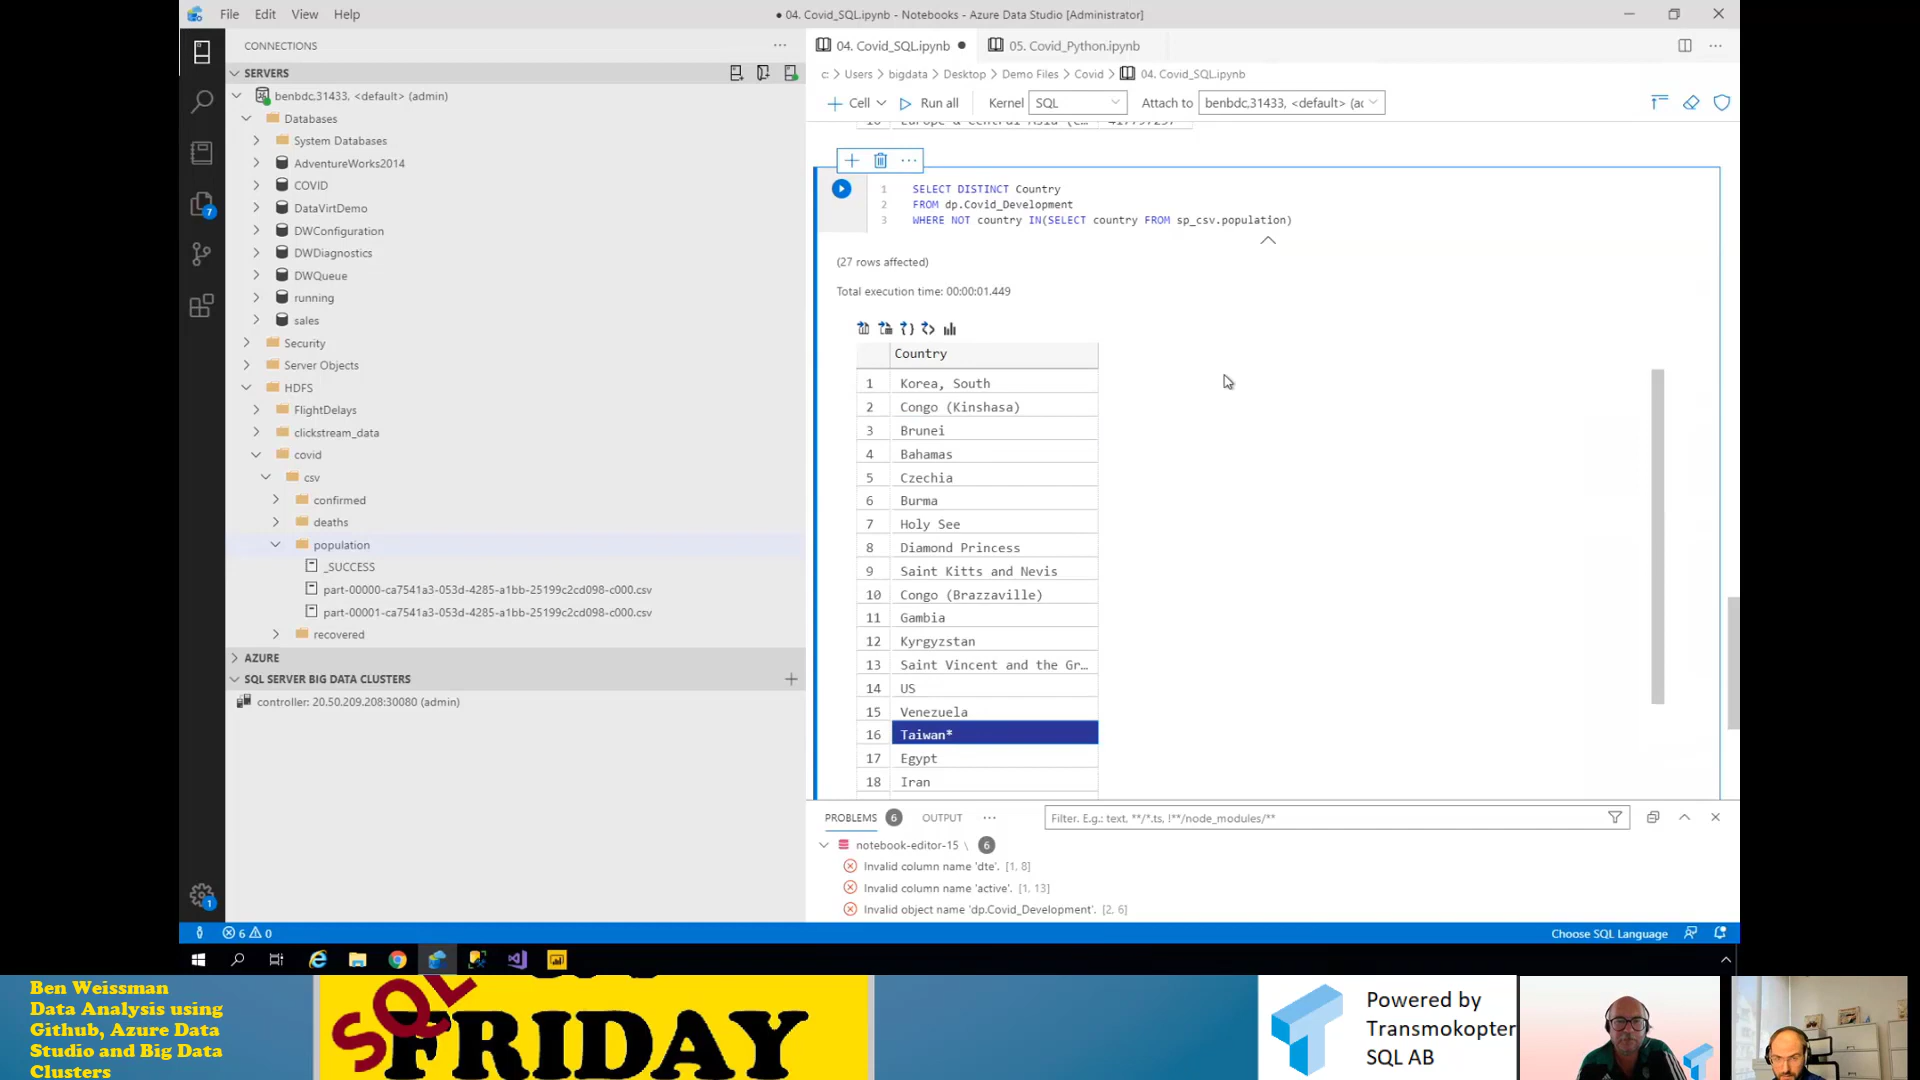 File Edit View Help
● 04. Covid_SQL.ipynb - Notebooks - Azure Data Studio [Administrator]
CONNECTIONS
SERVERS
benbdc,31433, <default> (admin)
Databases
System Databases
AdventureWorks2014
COVID
DataVirtDemo
DWConfiguration
DWDiagnostics
DWQueue
running
sales
Security
Server Objects
HDFS
FlightDelays
clickstream_data
covid
csv
confirmed
deaths
population
_SUCCESS
part-00000-ca7541a3-053d-4285-a1bb-25199c2cd098-c000.csv
part-00001-ca7541a3-053d-4285-a1bb-25199c2cd098-c000.csv
recovered
AZURE
SQL SERVER BIG DATA CLUSTERS
controller: 20.50.209.208:30080 (admin)
7
1
04. Covid_SQL.ipynb ● 05. Covid_Python.ipynb
c: > Users > bigdata > Desktop > Demo Files > Covid > 04. Covid_SQL.ipynb
Cell Run all Kernel SQL Attach to benbdc,31433, <default> (ac
1 SELECT DISTINCT Country
2 FROM dp.Covid_Development
3 WHERE NOT country IN(SELECT country FROM sp_csv.population)
(27 rows affected)
Total execution time: 00:00:01.449
Country
1 Korea, South
2 Congo (Kinshasa)
3 Brunei
4 Bahamas
5 Czechia
6 Burma
7 Holy See
8 Diamond Princess
9 Saint Kitts and Nevis
10 Congo (Brazzaville)
11 Gambia
12 Kyrgyzstan
13 Saint Vincent and the Gr…
14 US
15 Venezuela
16 Taiwan*
17 Egypt
18 Iran
PROBLEMS 6 OUTPUT Filter. E.g.: text, **/*.ts, !**/node_modules/**
notebook-editor-15 \ 6
Invalid column name 'dte'. [1, 8]
Invalid column name 'active'. [1, 13]
Invalid object name 'dp.Covid_Development'. [2, 6]
6 0
Choose SQL Language
Ben Weissman
Data Analysis using
Github, Azure Data
Studio and Big Data
Clusters
SQL
FRIDAY
Powered by
Transmokopter
SQL AB